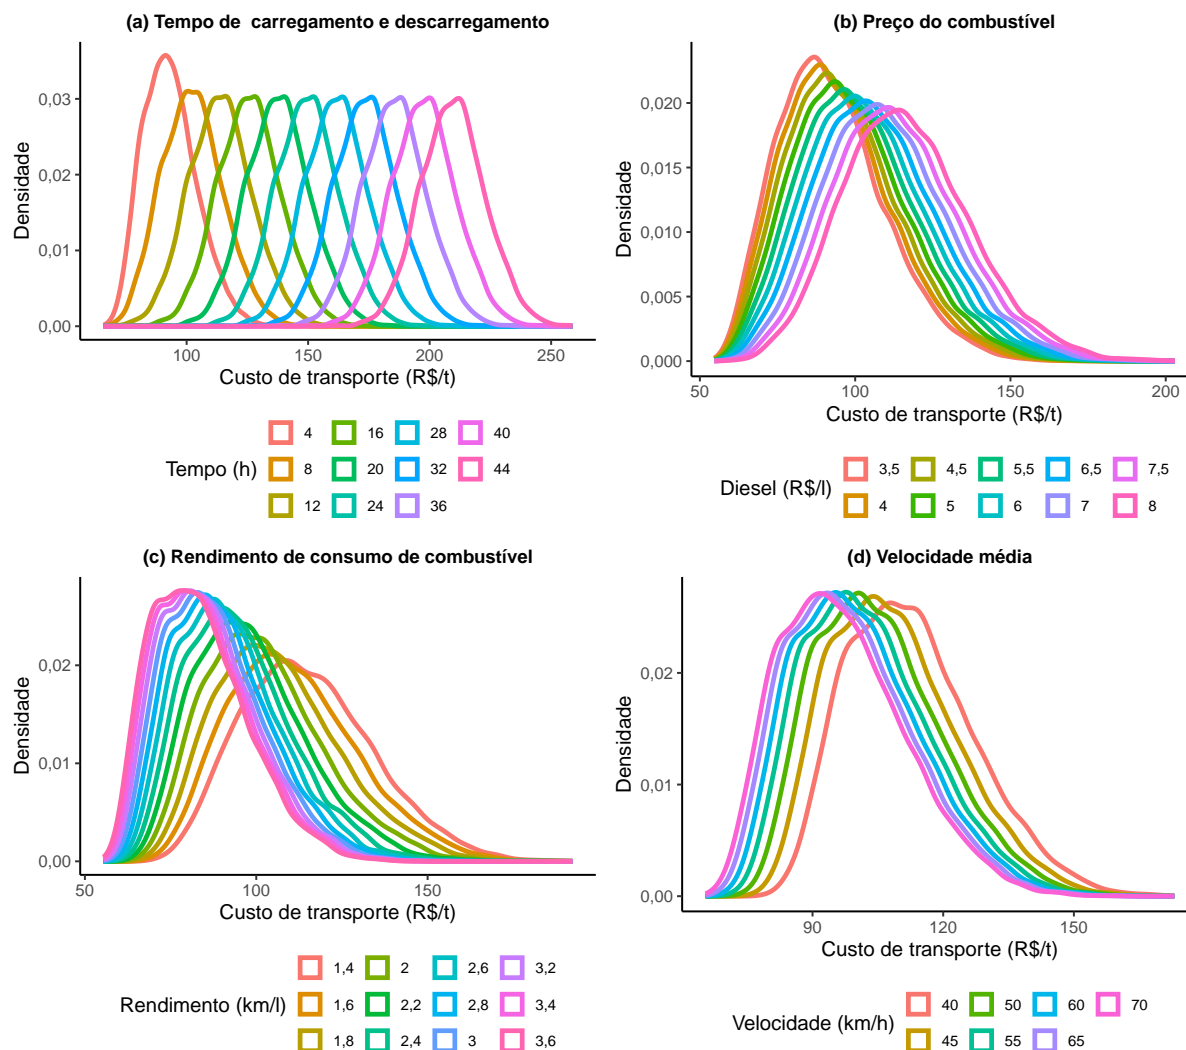 (a) Tempo de carregamento e descarregamento
Densidade
0,03
0,02
0,01
0,00
100 150 200 250
Custo de transporte (R$/t)
Tempo (h)
4 16 28 40
8 20 32 44
12 24 36
(b) Preço do combustível
Densidade
0,020
0,015
0,010
0,005
0,000
50 100 150 200
Custo de transporte (R$/t)
Diesel (R$/l)
3,5 4,5 5,5 6,5 7,5
4 5 6 7 8
(c) Rendimento de consumo de combustível
Densidade
0,02
0,01
0,00
50 100 150
Custo de transporte (R$/t)
Rendimento (km/l)
1,4 2 2,6 3,2
1,6 2,2 2,8 3,4
1,8 2,4 3 3,6
(d) Velocidade média
Densidade
0,02
0,01
0,00
90 120 150
Custo de transporte (R$/t)
Velocidade (km/h)
40 50 60 70
45 55 65